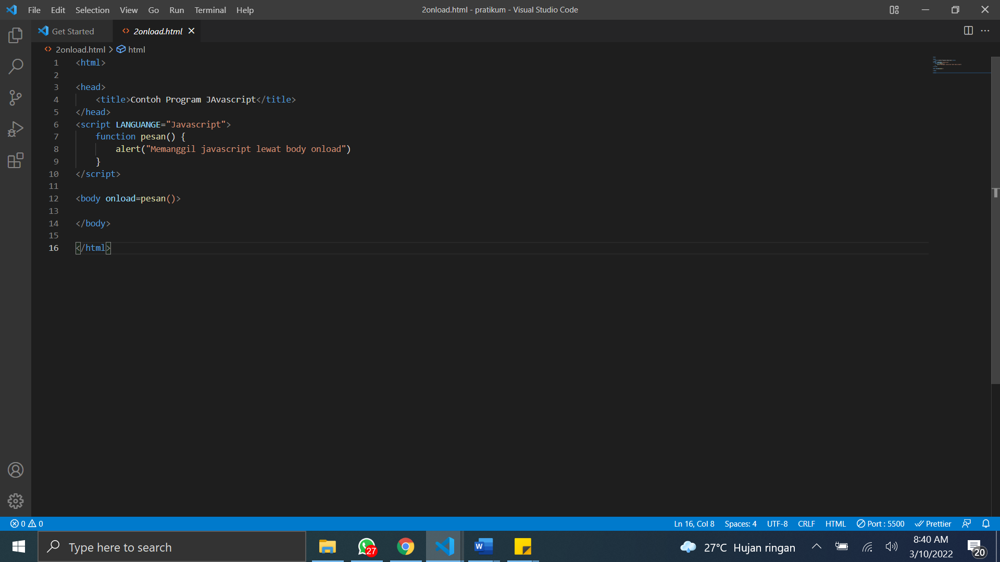 File Edit Selection View Go Run Terminal Help
2onload.html - pratikum - Visual Studio Code
Get Started
2onload.html
2onload.html > html
1 <html>
2
3 <head>
4 <title>Contoh Program JAvascript</title>
5 </head>
6 <script LANGUANGE="Javascript">
7 function pesan() {
8 alert("Memanggil javascript lewat body onload")
9 }
10 </script>
11
12 <body onload=pesan()>
13
14 </body>
15
16 </html>
0 0
Ln 16, Col 8 Spaces: 4 UTF-8 CRLF HTML Port : 5500 Prettier
Type here to search
27
W
27°C Hujan ringan
8:40 AM
3/10/2022
20